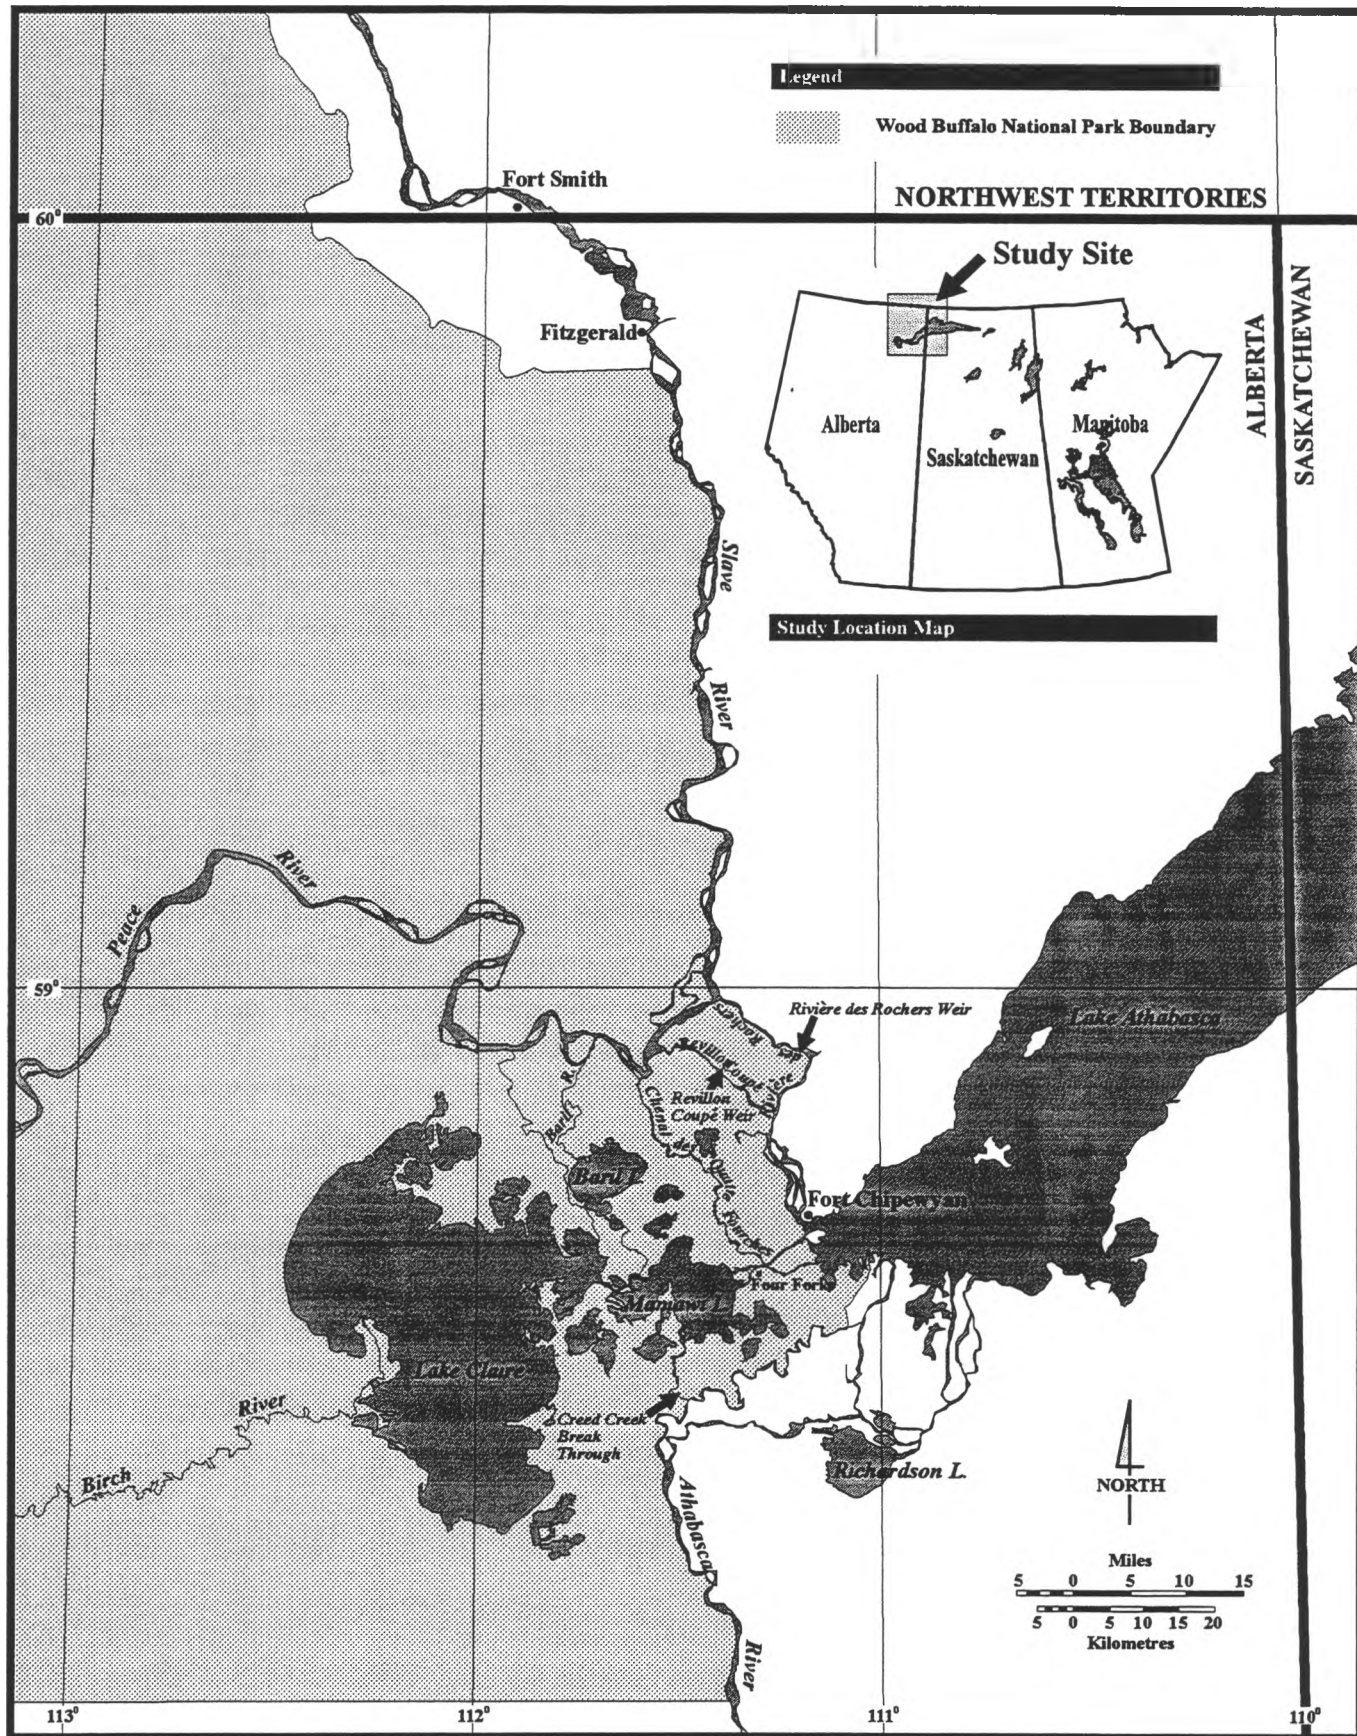 Legend
Wood Buffalo National Park Boundary
Fort Smith
NORTHWEST TERRITORIES
60°
Study Site
Fitzgerald
ALBERTA
SASKATCHEWAN
Alberta
Saskatchewan
Manitoba
Slave
River
Study Location Map
Peace
River
59°
Rivière des Rochers Weir
Rivière
des
Rochers
Revillon
Coupé
Revillon
Coupé Weir
Lake Athabasca
Baril
R.
Chenal
des
Quatre
Fourches
Baril L.
Fort Chipewyan
Four Forks
Mamawi L.
Lake Claire
Creed Creek
Break
Through
Birch
River
Richardson L.
Athabasca
River
NORTH
Miles
5 0 5 10 15
5 0 5 10 15 20
Kilometres
113°
112°
111°
110°